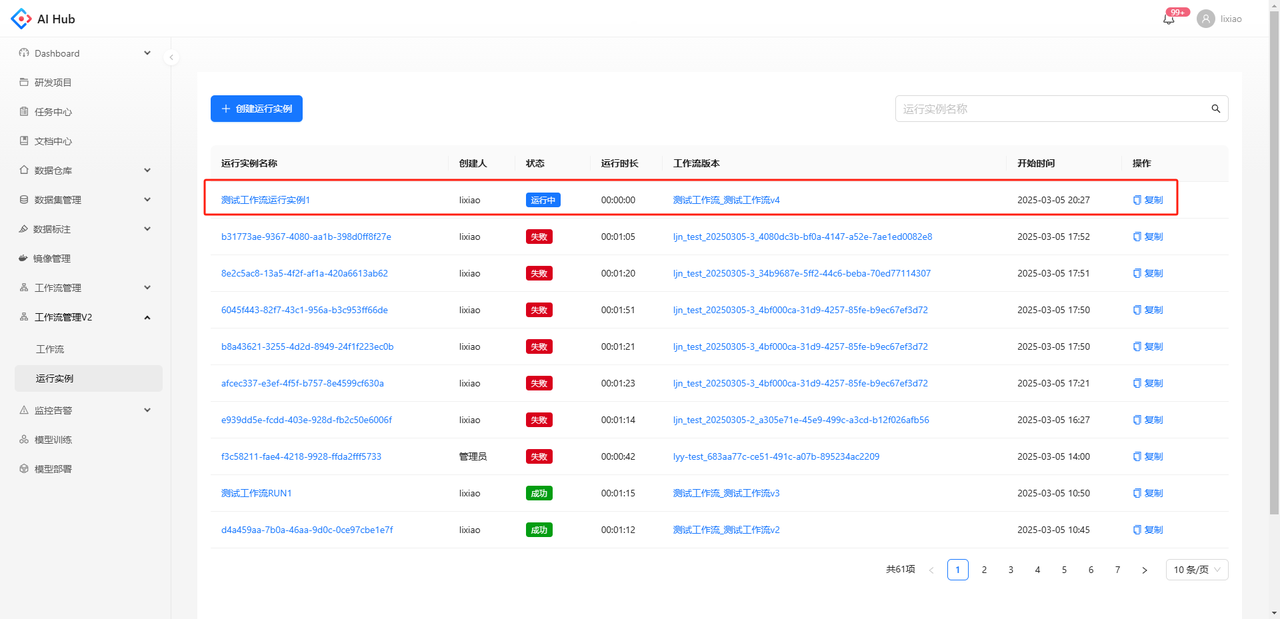 AI Hub
99+
lixiao
Dashboard
研发项目
任务中心
文档中心
数据仓库
数据集管理
数据标注
镜像管理
工作流管理
工作流管理V2
工作流
运行实例
监控告警
模型训练
模型部署
+ 创建运行实例
运行实例名称
运行实例名称 创建人 状态 运行时长 工作流版本 开始时间 操作
测试工作流运行实例1 lixiao 运行中 00:00:00 测试工作流_测试工作流v4 2025-03-05 20:27 复制
b31773ae-9367-4080-aa1b-398d0ff8f27e lixiao 失败 00:01:05 ljn_test_20250305-3_4080dc3b-bf0a-4147-a52e-7ae1ed0082e8 2025-03-05 17:52 复制
8e2c5ac8-13a5-4f2f-af1a-420a6613ab62 lixiao 失败 00:01:20 ljn_test_20250305-3_34b9687e-5ff2-44c6-beba-70ed77114307 2025-03-05 17:51 复制
6045f443-82f7-43c1-956a-b3c953ff66de lixiao 失败 00:01:51 ljn_test_20250305-3_4bf000ca-31d9-4257-85fe-b9ec67ef3d72 2025-03-05 17:50 复制
b8a43621-3255-4d2d-8949-24f1f223ec0b lixiao 失败 00:01:21 ljn_test_20250305-3_4bf000ca-31d9-4257-85fe-b9ec67ef3d72 2025-03-05 17:50 复制
afcec337-e3ef-4f5f-b757-8e4599cf630a lixiao 失败 00:01:23 ljn_test_20250305-3_4bf000ca-31d9-4257-85fe-b9ec67ef3d72 2025-03-05 17:21 复制
e939dd5e-fcdd-403e-928d-fb2c50e6006f lixiao 失败 00:01:14 ljn_test_20250305-2_a305e71e-45e9-499c-a3cd-b12f026afb56 2025-03-05 16:27 复制
f3c58211-fae4-4218-9928-ffda2fff5733 管理员 失败 00:00:42 lyy-test_683aa77c-ce51-491c-a07b-895234ac2209 2025-03-05 14:00 复制
测试工作流RUN1 lixiao 成功 00:01:15 测试工作流_测试工作流v3 2025-03-05 10:50 复制
d4a459aa-7b0a-46aa-9d0c-0ce97cbe1e7f lixiao 成功 00:01:12 测试工作流_测试工作流v2 2025-03-05 10:45 复制
共61项 < 1 2 3 4 5 6 7 > 10 条/页